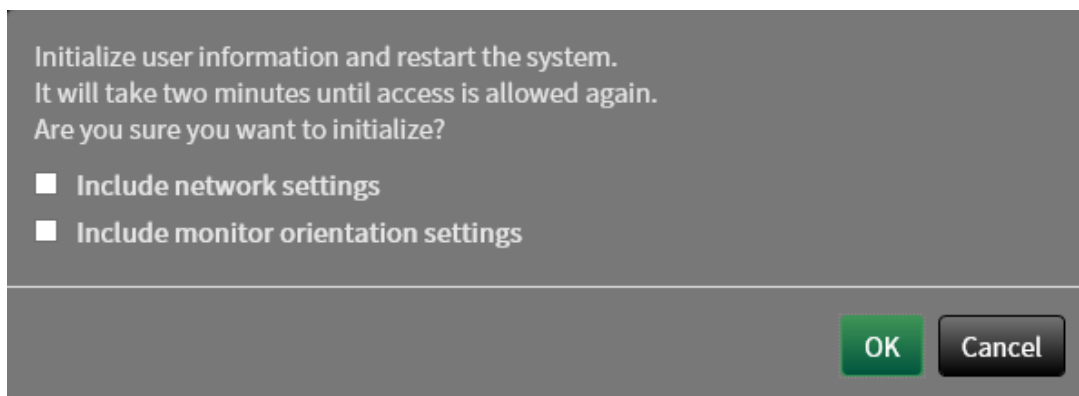 Initialize user information and restart the system.
It will take two minutes until access is allowed again.
Are you sure you want to initialize?
Include network settings
Include monitor orientation settings
OK Cancel